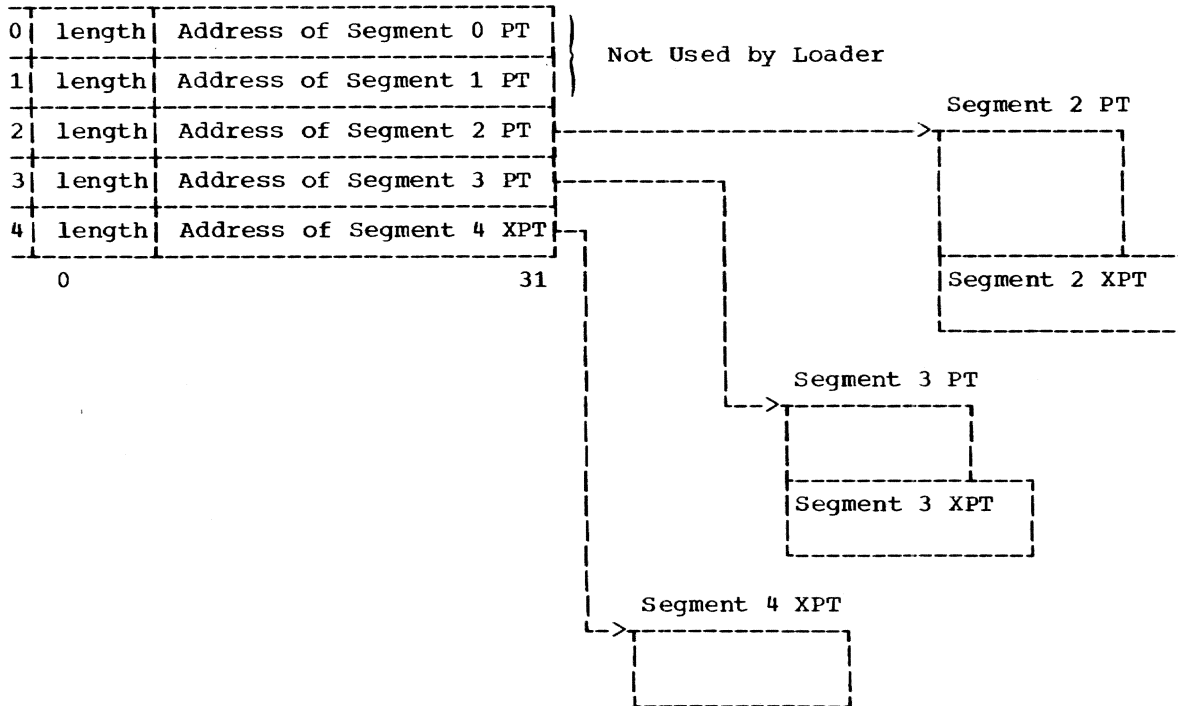 0 length Address of Segment 0 PT
Not Used by Loader
1 length Address of Segment 1 PT
Segment 2 PT
2 length Address of Segment 2 PT
3 length Address of Segment 3 PT
4 length Address of Segment 4 XPT
0 31
Segment 2 XPT
Segment 3 PT
Segment 3 XPT
Segment 4 XPT